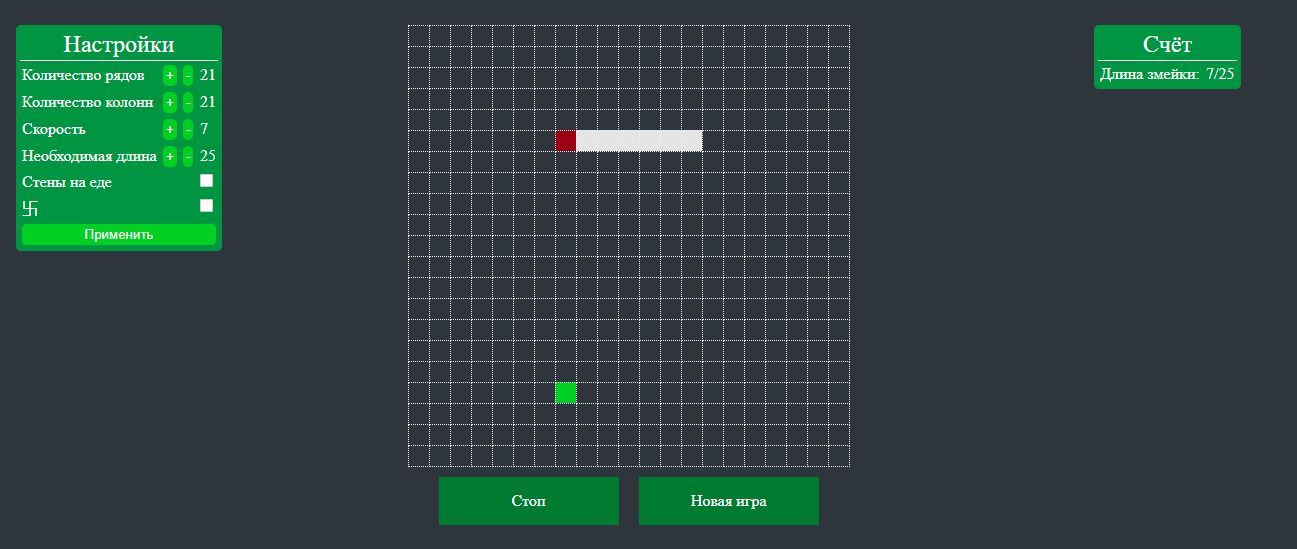 Настройки
Количество рядов + - 21
Количество колонн + - 21
Скорость + - 7
Необходимая длина + - 25
Стены на еде
卐
Применить
Счёт
Длина змейки: 7/25
Стоп
Новая игра